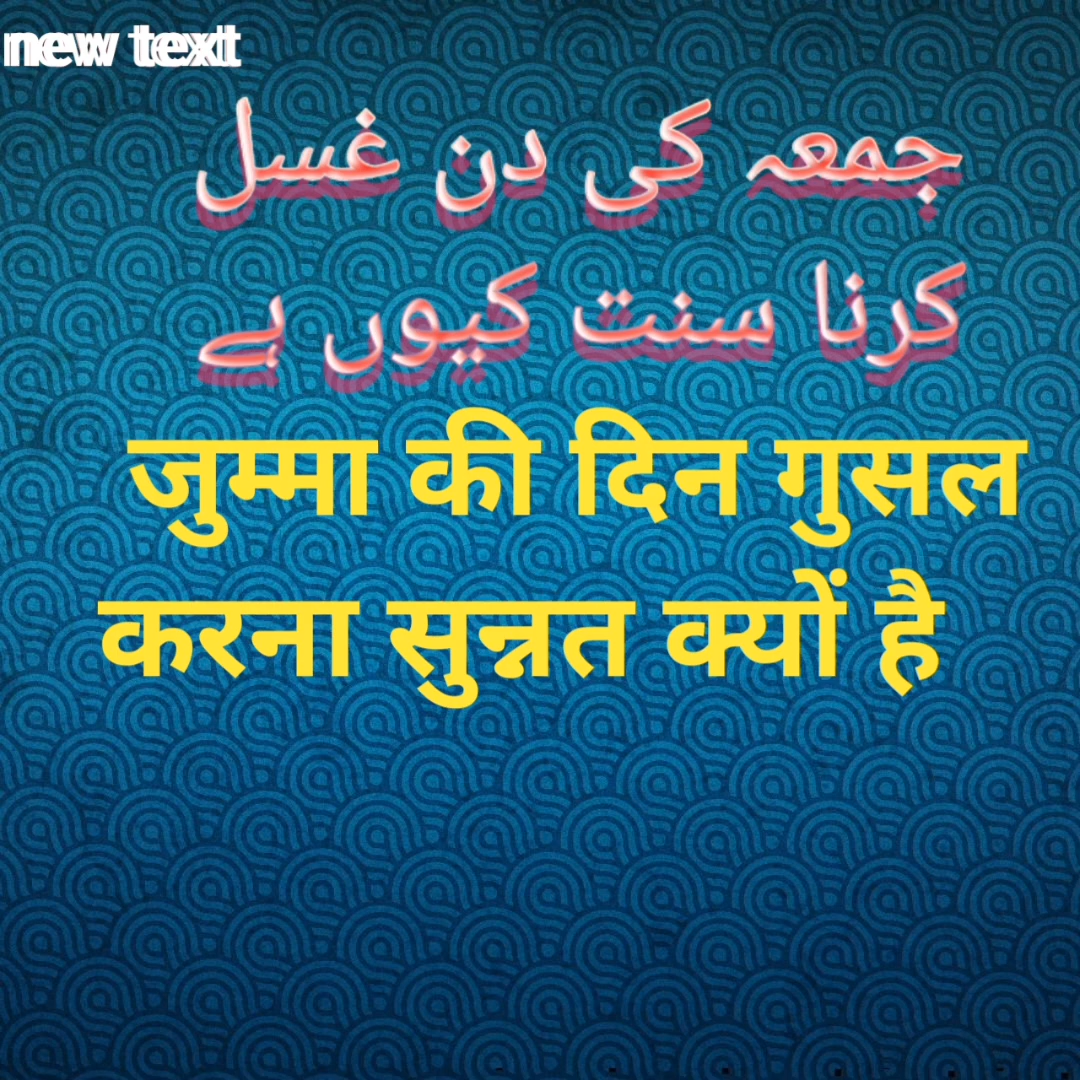 new text
جمعہ کی دن غسل
کرنا سنت کیوں ہے
जुम्मा की दिन गुसल
करना सुन्नत क्यों है